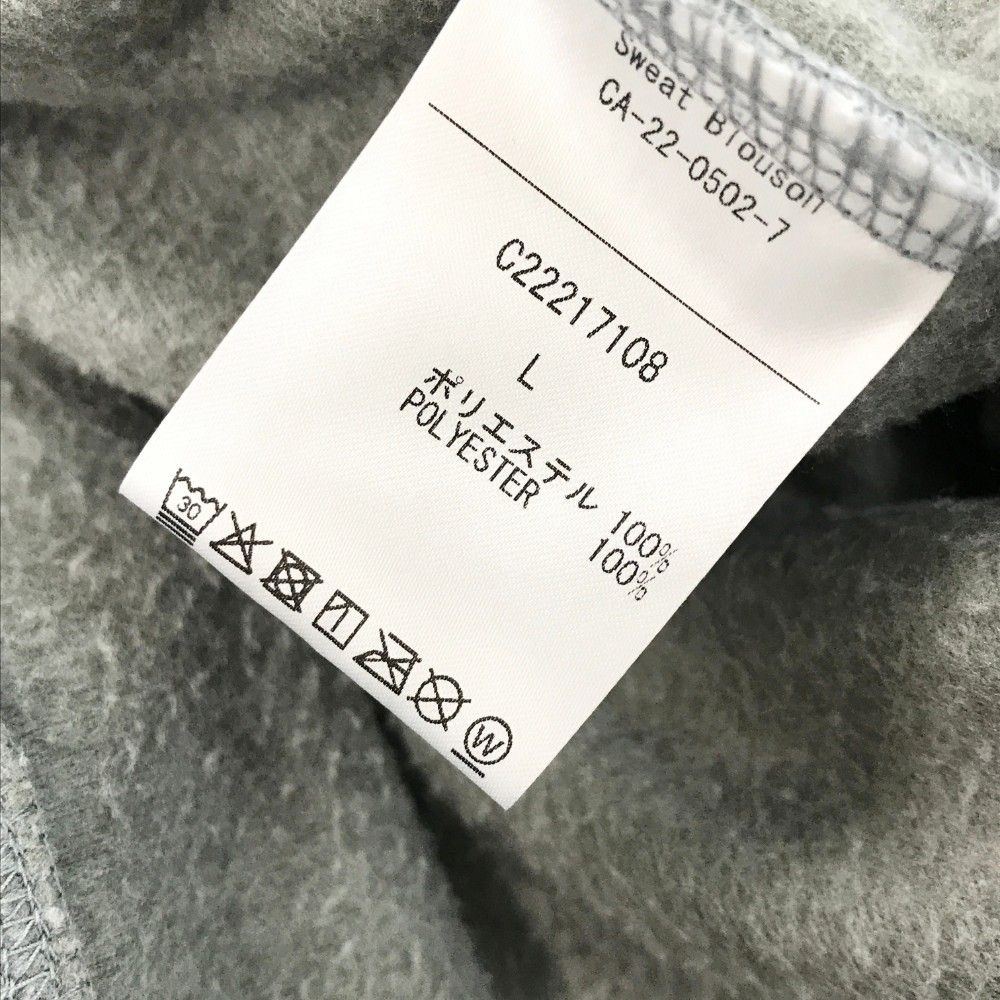 Sweat Blouson
CA-22-0502-7
C22217108
L
ポリエステル 100%
POLYESTER 100%
30
W